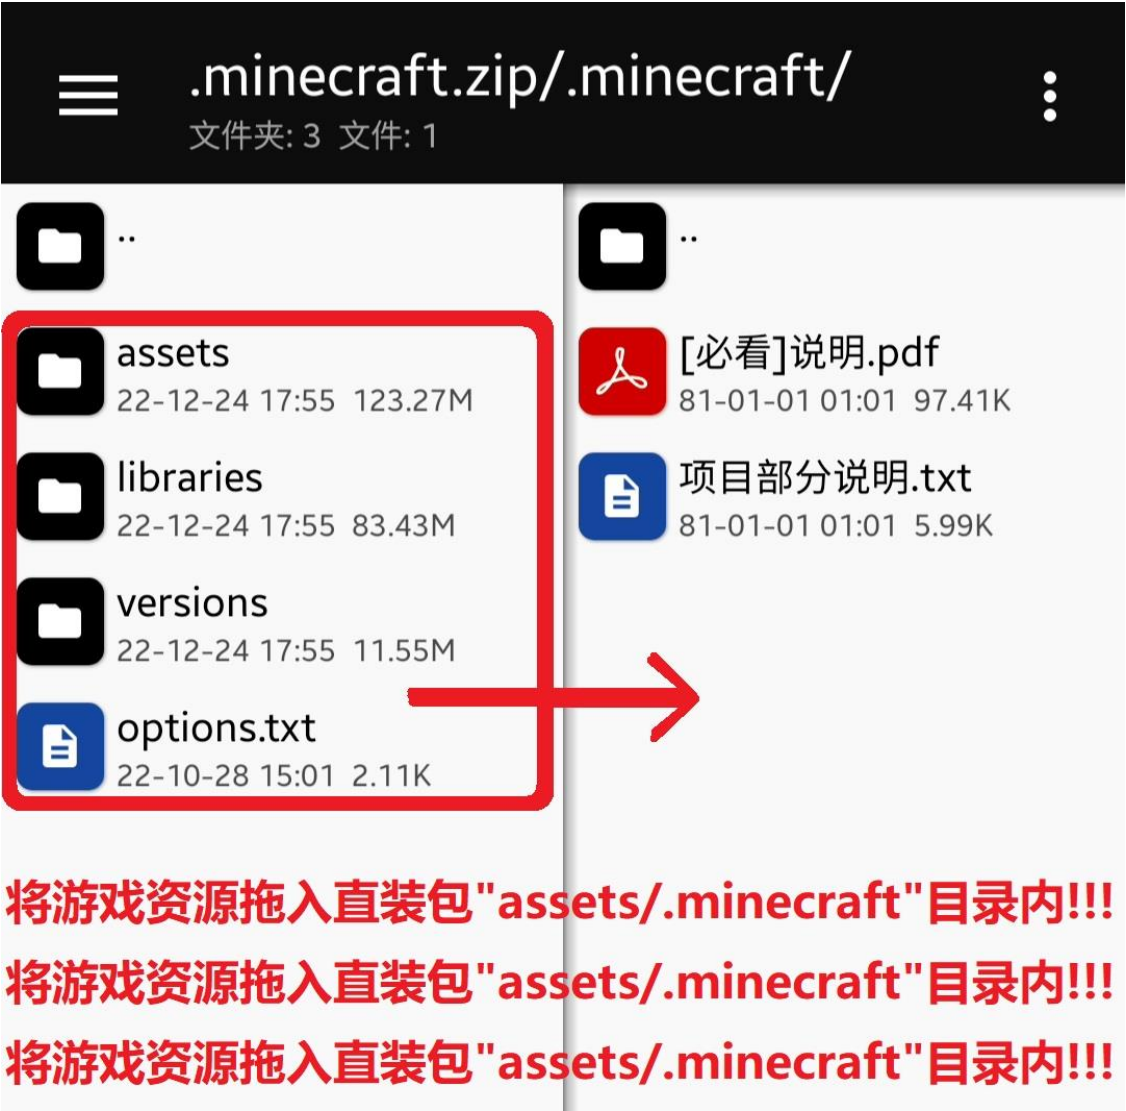 .minecraft.zip/.minecraft/
文件夹: 3 文件: 1
..
assets
22-12-24 17:55 123.27M
libraries
22-12-24 17:55 83.43M
versions
22-12-24 17:55 11.55M
options.txt
22-10-28 15:01 2.11K
..
[必看]说明.pdf
81-01-01 01:01 97.41K
项目部分说明.txt
81-01-01 01:01 5.99K
将游戏资源拖入直装包"assets/.minecraft"目录内!!!
将游戏资源拖入直装包"assets/.minecraft"目录内!!!
将游戏资源拖入直装包"assets/.minecraft"目录内!!!